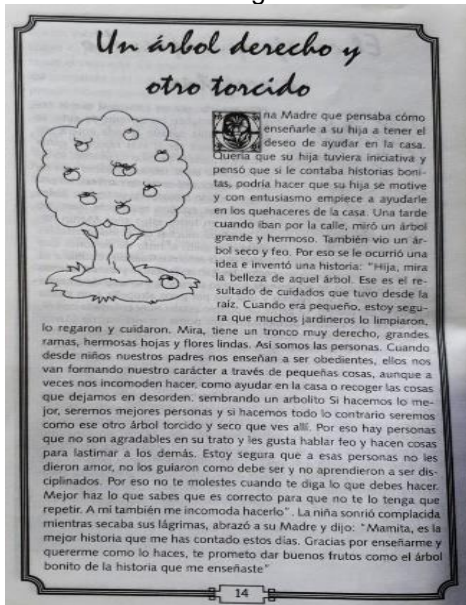 Un árbol derecho y
otro torcido
na Madre que pensaba cómo
enseñarle a su hija a tener el
deseo de ayudar en la casa.
Quería que su hija tuviera iniciativa y
pensó que si le contaba historias boni-
tas, podría hacer que su hija se motive
y con entusiasmo empiece a ayudarle
en los quehaceres de la casa. Una tarde
cuando iban por la calle, miró un árbol
grande y hermoso. También vio un ár-
bol seco y feo. Por eso se le ocurrió una
idea e inventó una historia: "Hija, mira
la belleza de aquel árbol. Ese es el re-
sultado de cuidados que tuvo desde la
raíz. Cuando era pequeño, estoy segu-
ra que muchos jardineros lo limpiaron,
lo regaron y cuidaron. Mira, tiene un tronco muy derecho, grandes
ramas, hermosas hojas y flores lindas. Así somos las personas. Cuando
desde niños nuestros padres nos enseñan a ser obedientes, ellos nos
van formando nuestro carácter a través de pequeñas cosas, aunque a
veces nos incomoden hacer, como ayudar en la casa o recoger las cosas
que dejamos en desorden. sembrando un arbolito Si hacemos lo me-
jor, seremos mejores personas y si hacemos todo lo contrario seremos
como ese otro árbol torcido y seco que ves allí. Por eso hay personas
que no son agradables en su trato y les gusta hablar feo y hacen cosas
para lastimar a los demás. Estoy segura que a esas personas no les
dieron amor, no los guiaron como debe ser y no aprendieron a ser dis-
ciplinados. Por eso no te molestes cuando te diga lo que debes hacer.
Mejor haz lo que sabes que es correcto para que no te lo tenga que
repetir. A mí también me incomoda hacerlo". La niña sonrió complacida
mientras secaba sus lágrimas, abrazó a su Madre y dijo: "Mamita, es la
mejor historia que me has contado estos días. Gracias por enseñarme y
quererme como lo haces, te prometo dar buenos frutos como el árbol
bonito de la historia que me enseñaste"
14